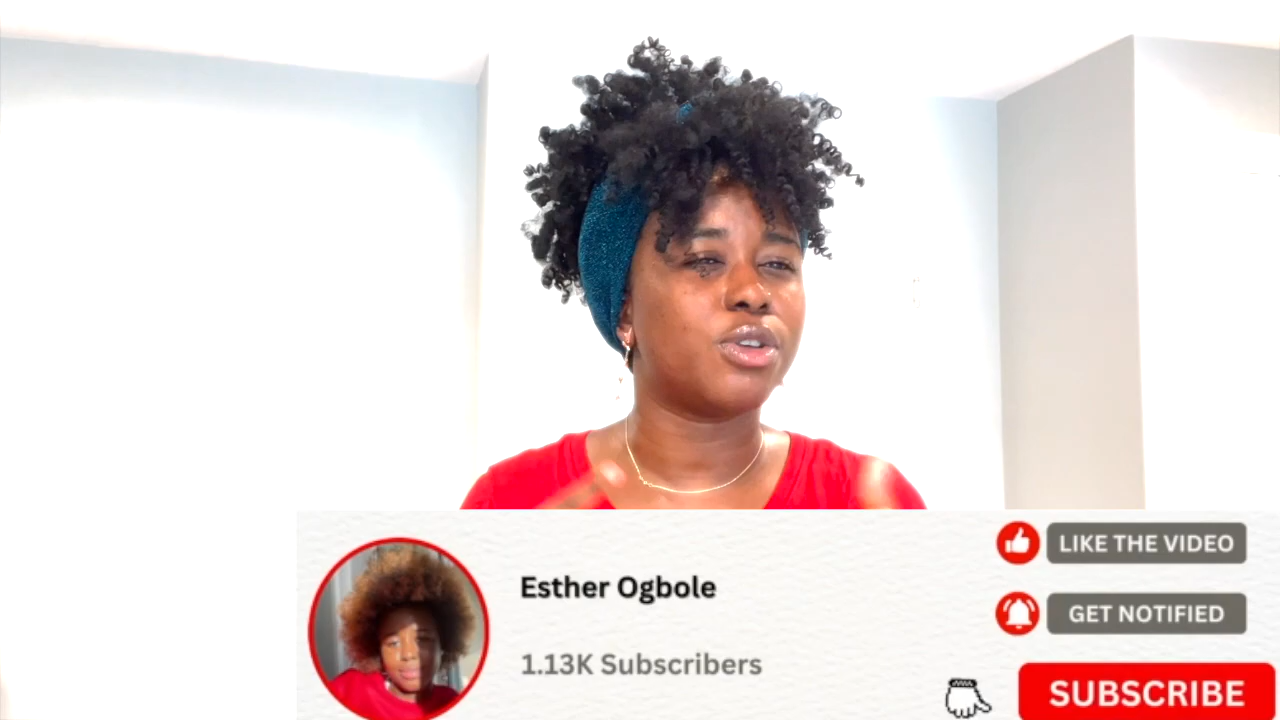 Esther Ogbole
1.13K Subscribers
LIKE THE VIDEO
GET NOTIFIED
SUBSCRIBE